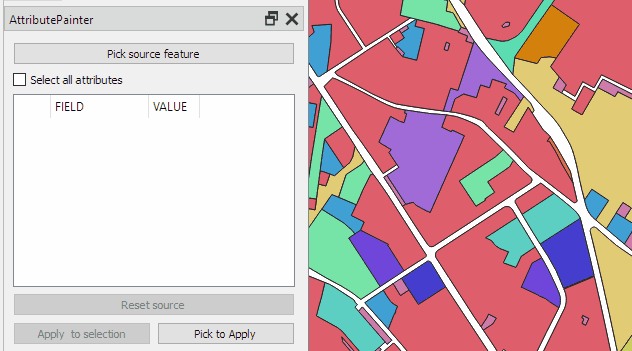 AttributePainter
Pick source feature
Select all attributes
FIELD VALUE
Reset source
Apply to selection Pick to Apply